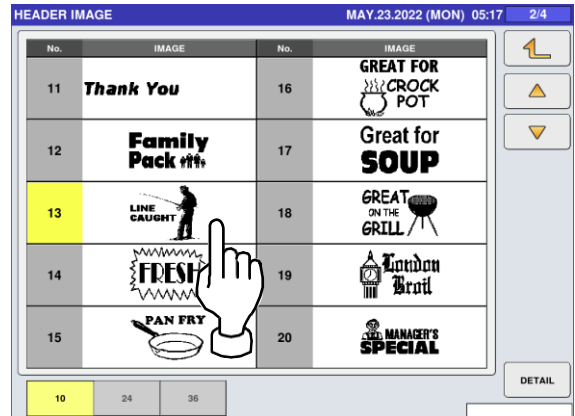 HEADER IMAGE MAY.23.2022 (MON) 05:17 2/4
No. IMAGE No. IMAGE
11 Thank You
16 GREAT FOR
CROCK
POT
12 Family
Pack
17 Great for
SOUP
13 LINE
CAUGHT
18 GREAT
ON THE
GRILL
14 FRESH
19 London
Broil
15 PAN FRY
20 MANAGER'S
SPECIAL
DETAIL
10 24 36